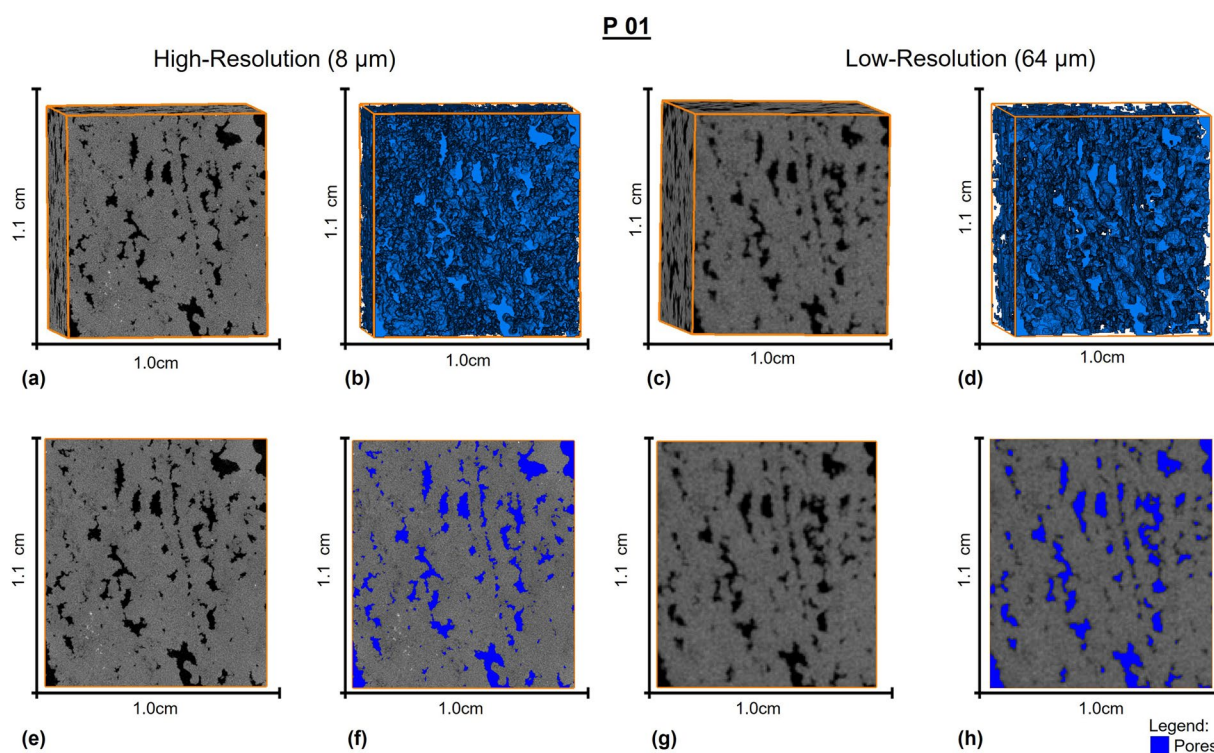 P 01
High-Resolution (8 µm)
Low-Resolution (64 µm)
1.1 cm
1.1 cm
1.1 cm
1.1 cm
1.0cm
1.0cm
1.0cm
1.0cm
(a)
(b)
(c)
(d)
1.1 cm
1.1 cm
1.1 cm
1.1 cm
1.0cm
1.0cm
1.0cm
1.0cm
(e)
(f)
(g)
(h)
Legend:
Pores